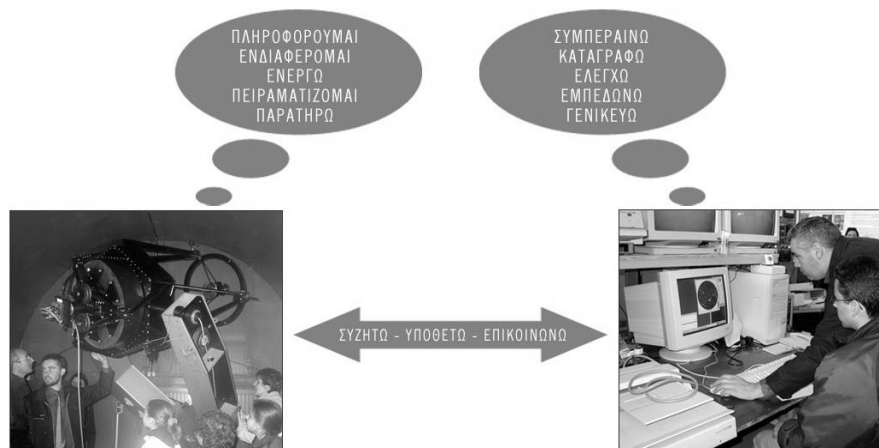 ΠΛΗΡΟΦΟΡΟΥΜΑΙ
ΕΝΔΙΑΦΕΡΟΜΑΙ
ΕΝΕΡΓΩ
ΠΕΙΡΑΜΑΤΙΖΟΜΑΙ
ΠΑΡΑΤΗΡΩ
ΣΥΜΠΕΡΑΙΝΩ
ΚΑΤΑΓΡΑΦΩ
ΕΛΕΓΧΩ
ΕΜΠΕΔΩΝΩ
ΓΕΝΙΚΕΥΩ
ΣΥΖΗΤΩ - ΥΠΟΘΕΤΩ - ΕΠΙΚΟΙΝΩΝΩ